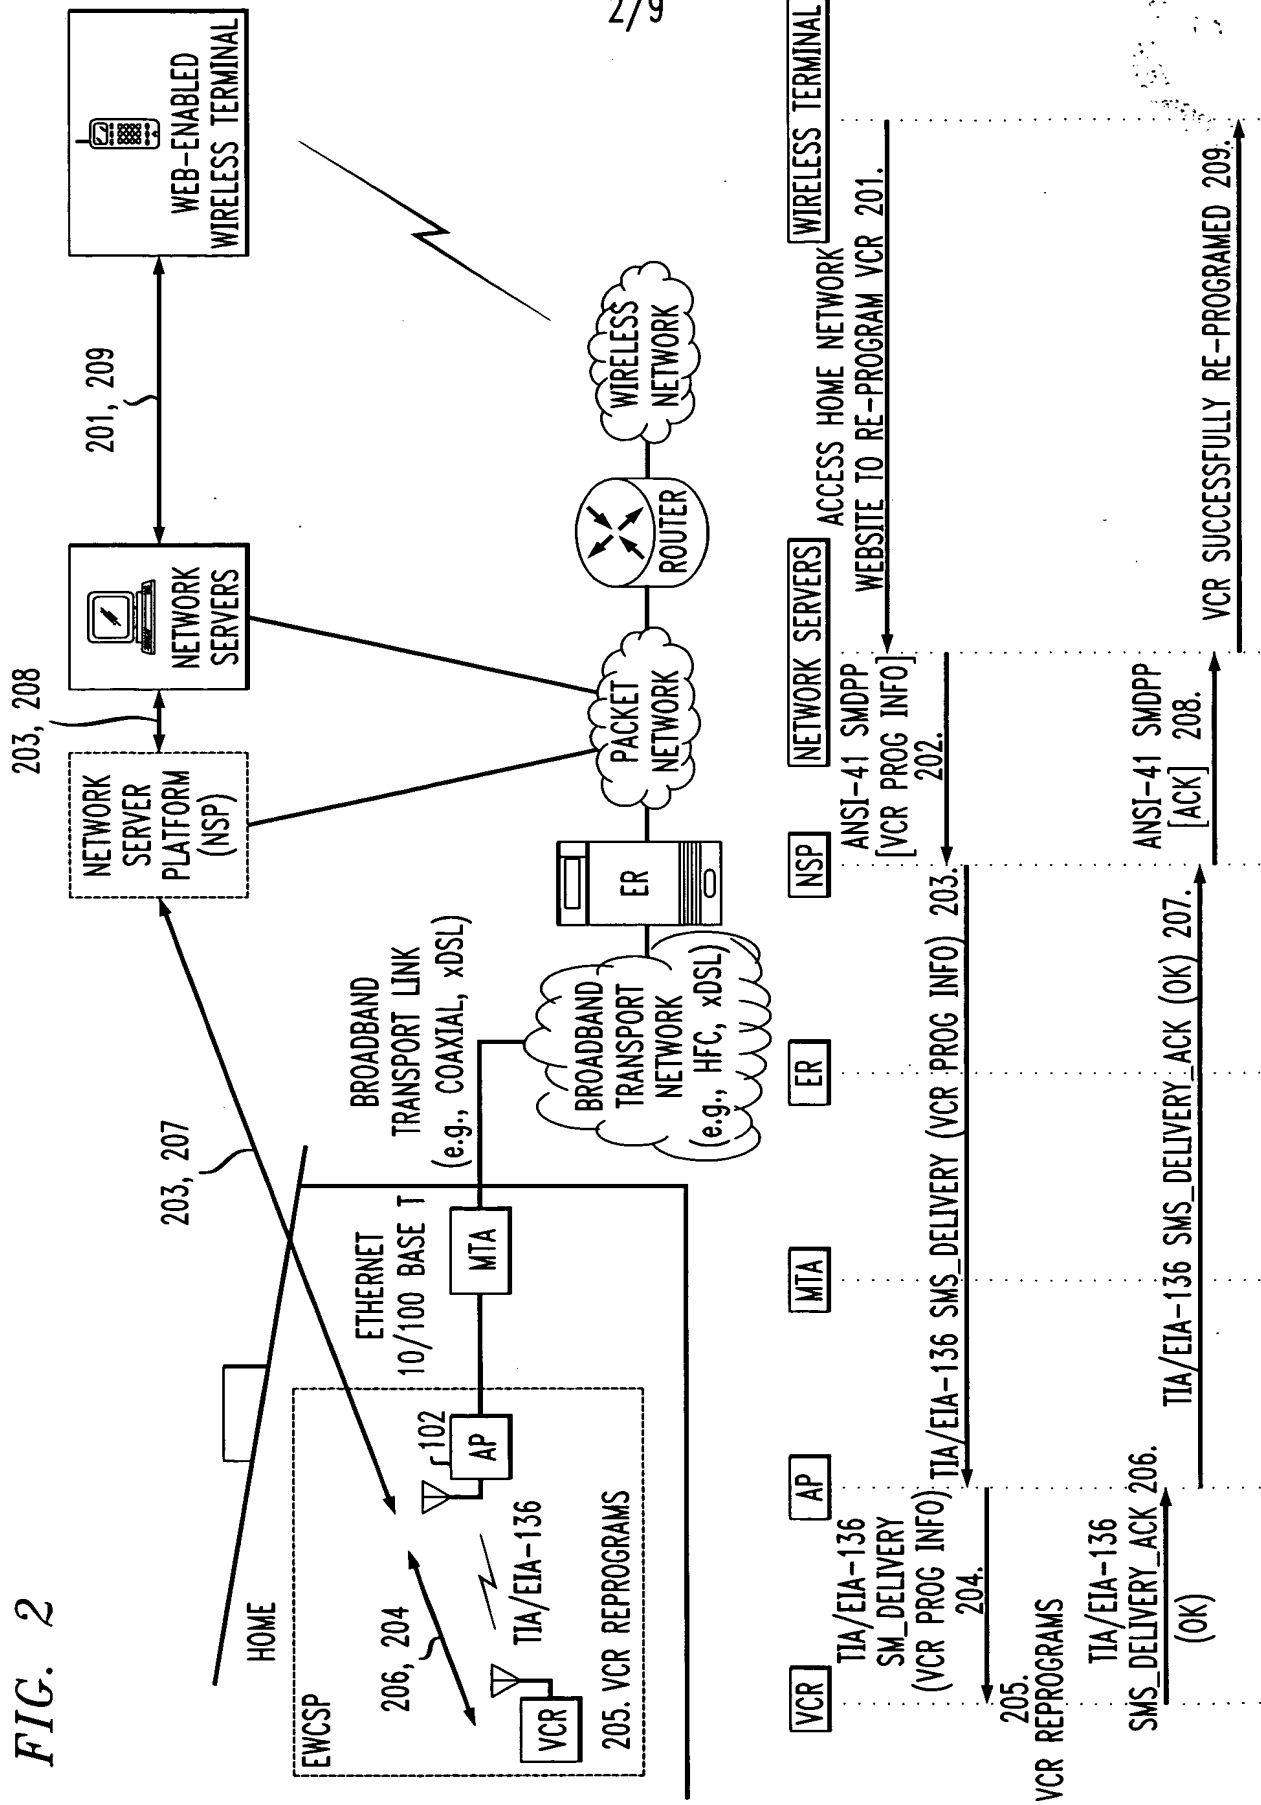 FIG. 2
2/9
HOME
EWCSP
VCR
205. VCR REPROGRAMS
206, 204
TIA/EIA-136
AP
102
ETHERNET
10/100 BASE T
MTA
203, 207
BROADBAND
TRANSPORT LINK
(e.g., COAXIAL, xDSL)
BROADBAND
TRANSPORT
NETWORK
(e.g., HFC, xDSL)
ER
NETWORK
SERVER
PLATFORM
(NSP)
203, 208
NETWORK
SERVERS
PACKET
NETWORK
ROUTER
WIRELESS
NETWORK
201, 209
WEB-ENABLED
WIRELESS TERMINAL
VCR
AP
MTA
ER
NSP
NETWORK SERVERS
WIRELESS TERMINAL
ACCESS HOME NETWORK
WEBSITE TO RE-PROGRAM VCR 201.
ANSI-41 SMDPP
[VCR PROG INFO]
202.
TIA/EIA-136 SMS_DELIVERY (VCR PROG INFO) 203.
TIA/EIA-136
SM_DELIVERY
(VCR PROG INFO)
204.
205.
VCR REPROGRAMS
TIA/EIA-136
SMS_DELIVERY_ACK 206.
(OK)
TIA/EIA-136 SMS_DELIVERY_ACK (OK) 207.
ANSI-41 SMDPP
[ACK] 208.
VCR SUCCESSFULLY RE-PROGRAMED 209.